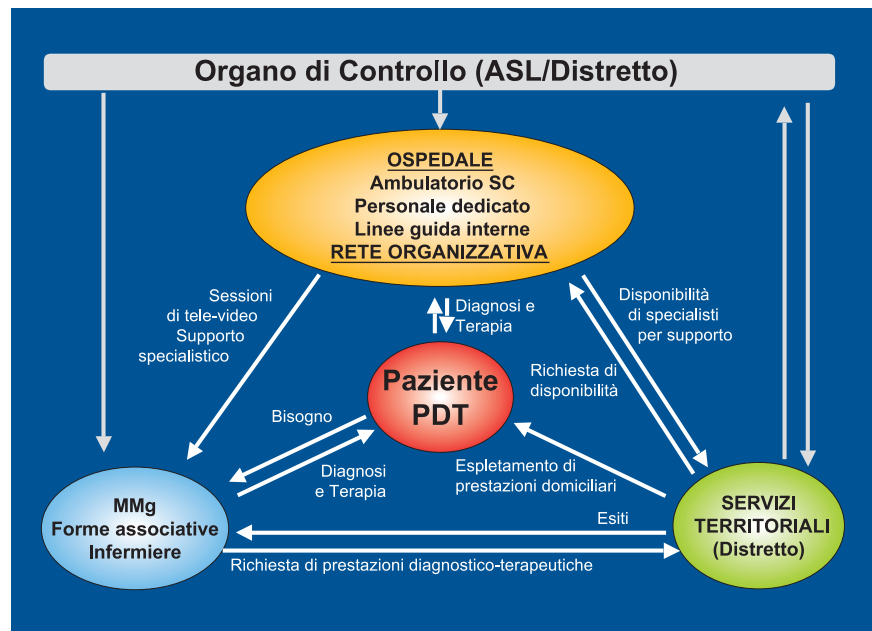 Organo di Controllo (ASL/Distretto)
OSPEDALE
Ambulatorio SC
Personale dedicato
Linee guida interne
RETE ORGANIZZATIVA
Sessioni
di tele-video
Supporto
specialistico
Diagnosi e
Terapia
Disponibilità
di specialisti
per supporto
Richiesta di
disponibilità
Paziente
PDT
Bisogno
Diagnosi
e Terapia
Espletamento di
prestazioni domiciliari
MMg
Forme associative
Infermiere
Esiti
SERVIZI
TERRITORIALI
(Distretto)
Richiesta di prestazioni diagnostico-terapeutiche